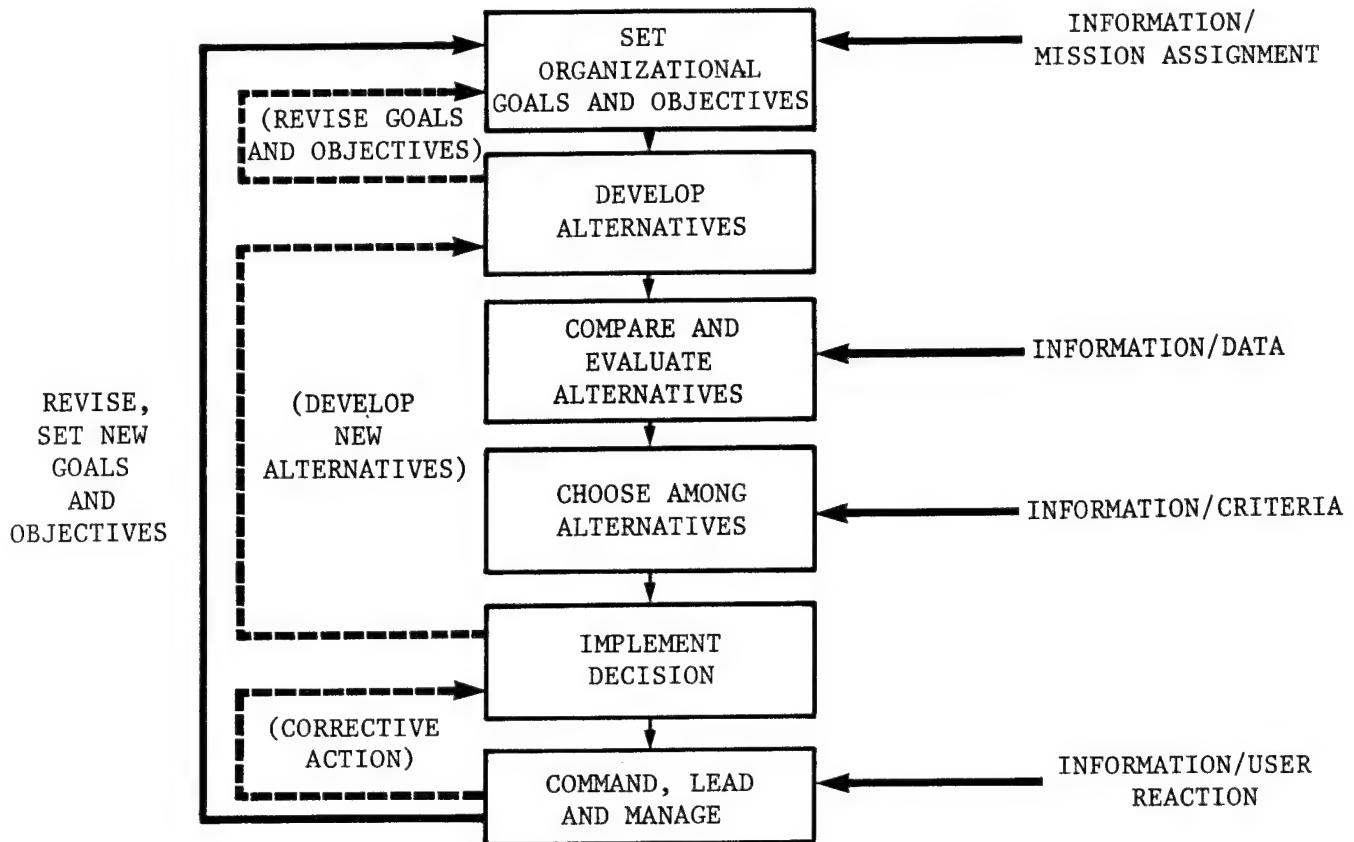 SET
ORGANIZATIONAL
GOALS AND OBJECTIVES
INFORMATION/
MISSION ASSIGNMENT
(REVISE GOALS
AND OBJECTIVES)
DEVELOP
ALTERNATIVES
COMPARE AND
EVALUATE
ALTERNATIVES
INFORMATION/DATA
REVISE,
SET NEW
GOALS
AND
OBJECTIVES
(DEVELOP
NEW
ALTERNATIVES)
CHOOSE AMONG
ALTERNATIVES
INFORMATION/CRITERIA
IMPLEMENT
DECISION
(CORRECTIVE
ACTION)
COMMAND, LEAD
AND MANAGE
INFORMATION/USER
REACTION